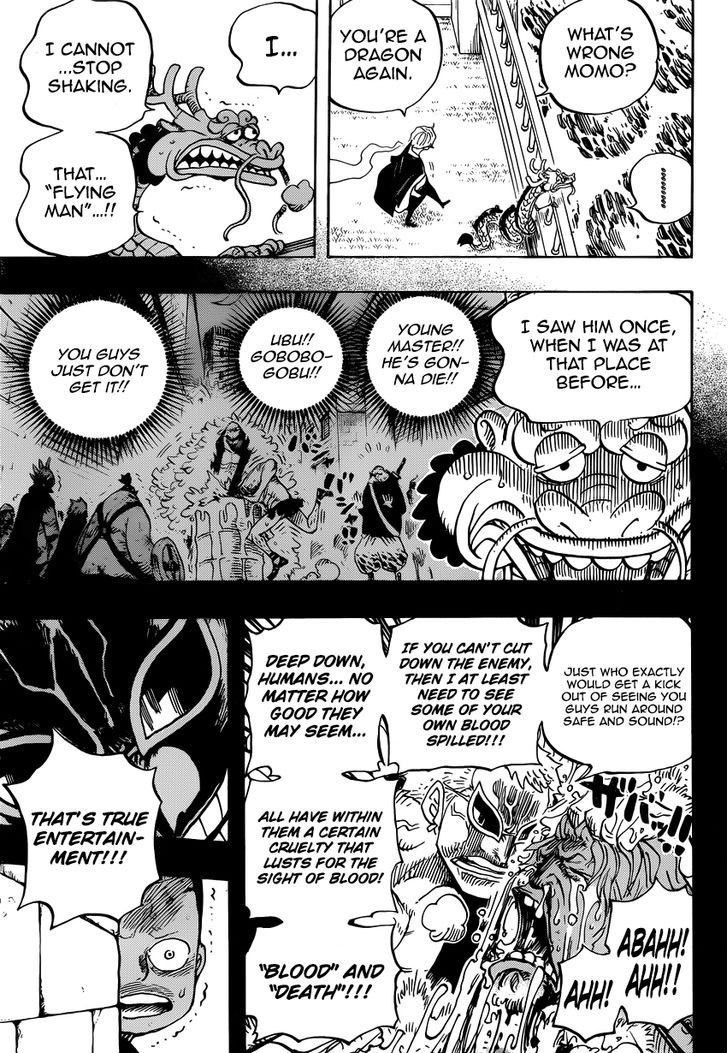 WHAT'S
WRONG
MOMO?
YOU'RE A
DRAGON
AGAIN.
I...
I CANNOT
...STOP
SHAKING.
THAT...
"FLYING
MAN"...!!
I SAW HIM ONCE,
WHEN I WAS AT
THAT PLACE
BEFORE...
YOUNG
MASTER!!
HE'S GON-
NA DIE!!-
UBU!!
GOBOBO-
GOBU!!
YOU GUYS
JUST DON'T
GET IT!!
JUST WHO EXACTLY
WOULD GET A KICK
OUT OF SEEING YOU
GUYS RUN AROUND
SAFE AND SOUND!?
IF YOU CAN'T CUT
DOWN THE ENEMY,
THEN I AT LEAST
NEED TO SEE
SOME OF YOUR
OWN BLOOD
SPILLED!!!
DEEP DOWN,
HUMANS... NO
MATTER HOW
GOOD THEY
MAY SEEM...
ALL HAVE WITHIN
THEM A CERTAIN
CRUELTY THAT
LUSTS FOR THE
SIGHT OF BLOOD!
"BLOOD" AND
"DEATH"!!!
ABAHH!
AHH!!
AHH!
THAT'S TRUE
ENTERTAIN-
MENT!!!